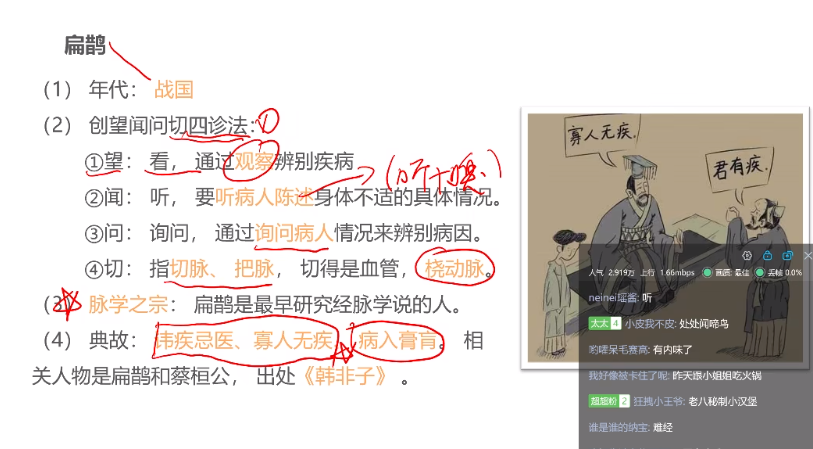 扁鹊
（1） 年代： 战国
（2） 创望闻问切四诊法：①
①望： 看， 通过观察辨别疾病
②闻： 听， 要听病人陈述身体不适的具体情况。
（听+嗅）
③问： 询问， 通过询问病人情况来辨别病因。
④切： 指切脉、 把脉， 切得是血管， 桡动脉。
（3） 脉学之宗： 扁鹊是最早研究经脉学说的人。
（4） 典故： 讳疾忌医、寡人无疾、 病入膏肓。 相
关人物是扁鹊和蔡桓公， 出处《韩非子》 。
寡人无疾.
君有疾.
人气 2.919万 上行 1.66mbps 画质: 最佳 丢帧 0.0%
neinei瑶酱: 听
太太 4 小皮我不皮: 处处闻啼鸟
哟嚯呆毛赛高: 有内味了
我好像被卡住了呢: 昨天跟小姐姐吃火锅
超超粉 2 狂拽小王爷: 老八秘制小汉堡
谁是谁的纳宝: 难经